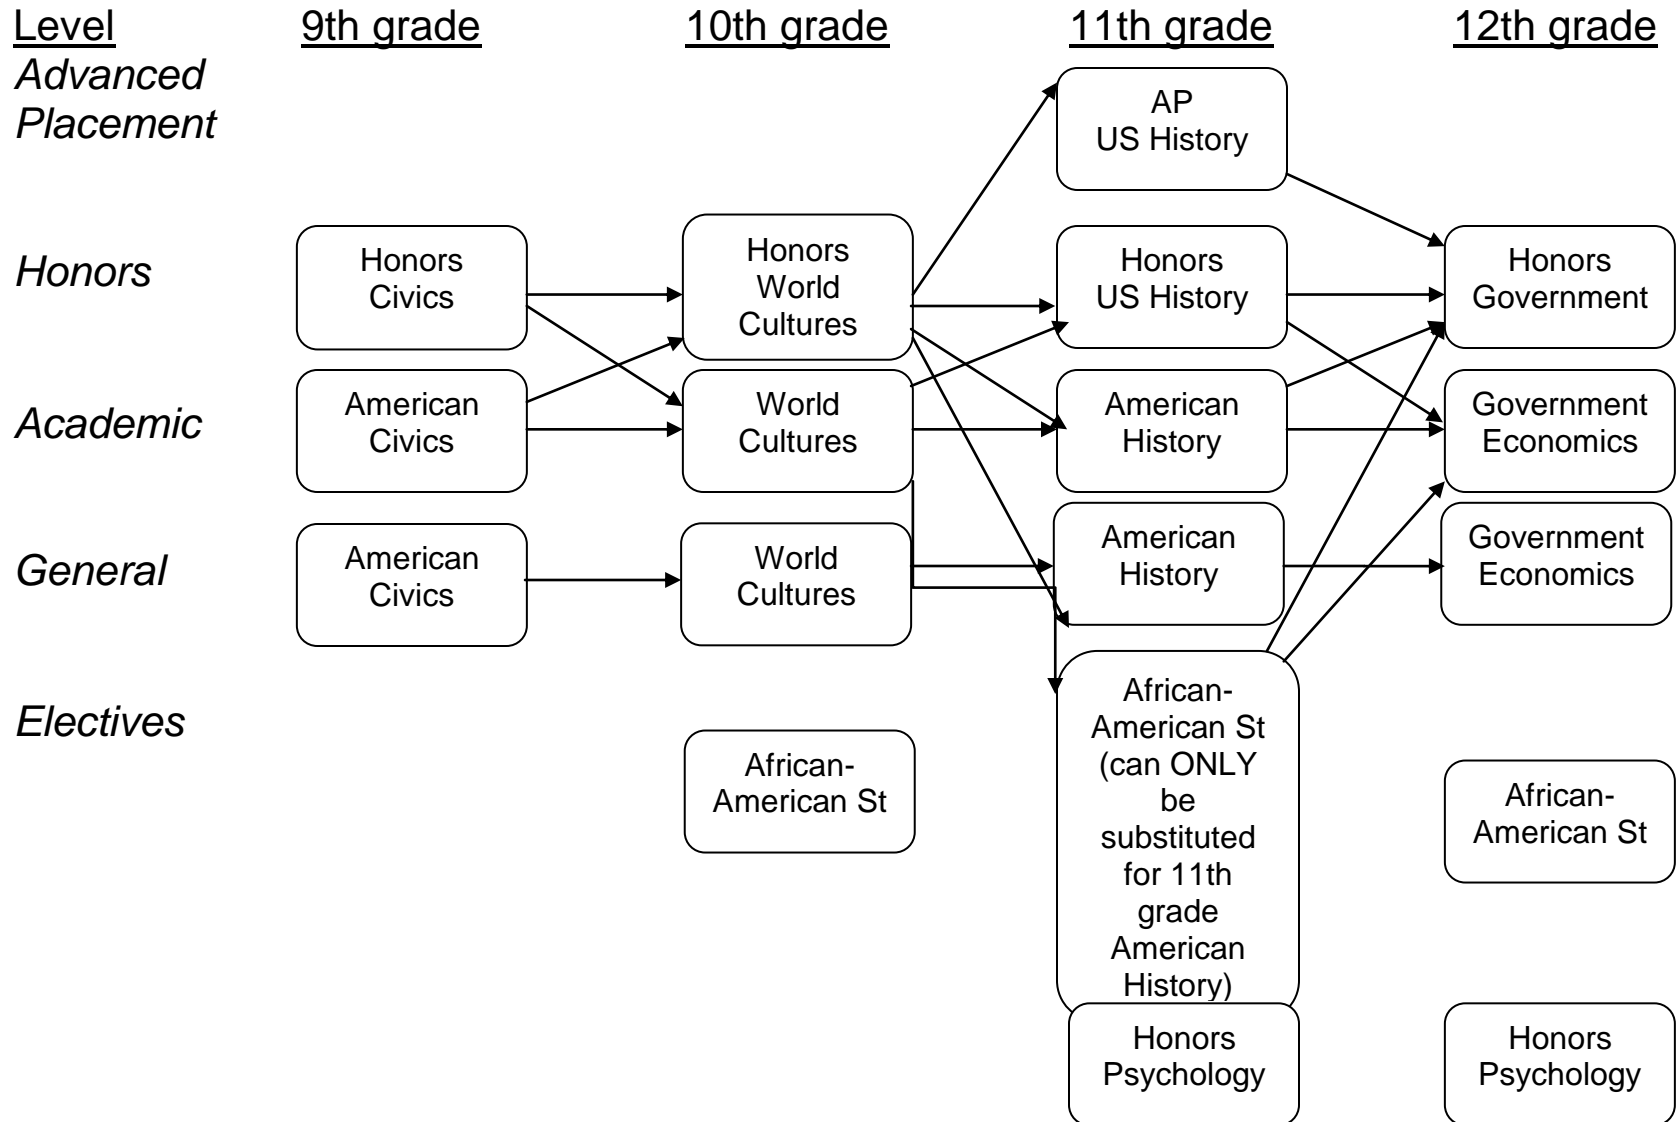 Level
9th grade
10th grade
11th grade
12th grade
Advanced
Placement
AP
US History
Honors
Honors
Civics
Honors
World
Cultures
Honors
US History
Honors
Government
Academic
American
Civics
World
Cultures
American
History
Government
Economics
General
American
Civics
World
Cultures
American
History
Government
Economics
Electives
African-
American St
African-
American St
(can ONLY
be
substituted
for 11th
grade
American
History)
African-
American St
Honors
Psychology
Honors
Psychology